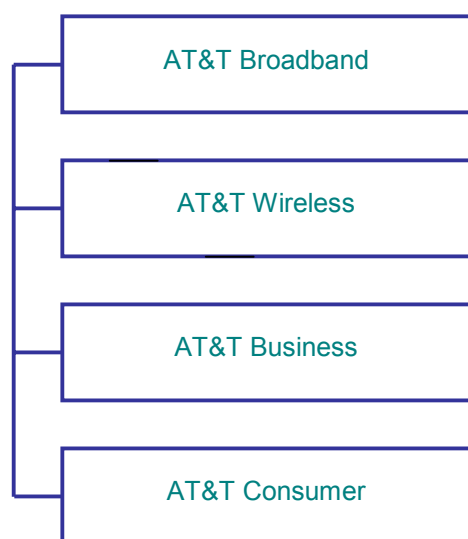 AT&T Broadband
AT&T Wireless
AT&T Business
AT&T Consumer